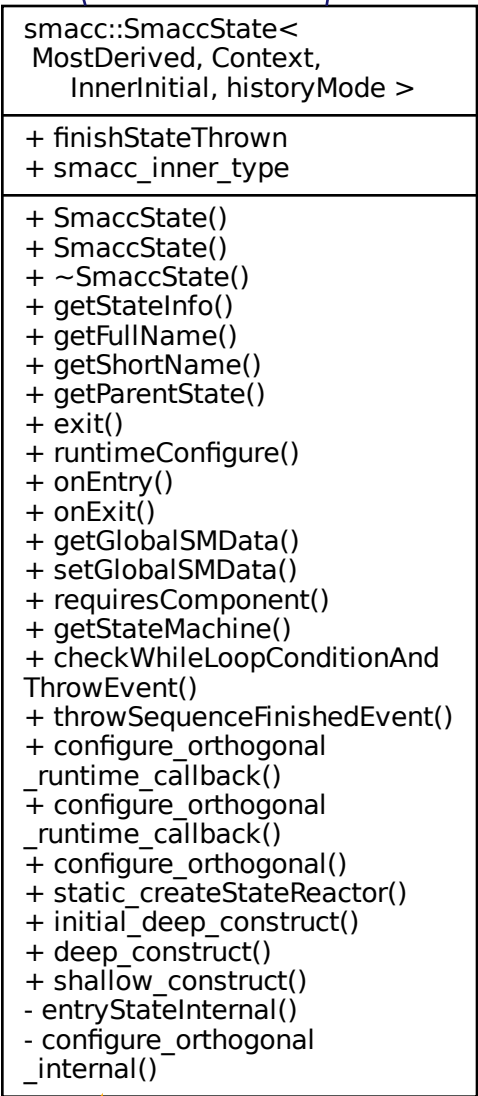 smacc::SmaccState<
MostDerived, Context,
InnerInitial, historyMode >
+ finishStateThrown
+ smacc_inner_type
+ SmaccState()
+ SmaccState()
+ ~SmaccState()
+ getStateInfo()
+ getFullName()
+ getShortName()
+ getParentState()
+ exit()
+ runtimeConfigure()
+ onEntry()
+ onExit()
+ getGlobalSMData()
+ setGlobalSMData()
+ requiresComponent()
+ getStateMachine()
+ checkWhileLoopConditionAnd
ThrowEvent()
+ throwSequenceFinishedEvent()
+ configure_orthogonal
_runtime_callback()
+ configure_orthogonal
_runtime_callback()
+ configure_orthogonal()
+ static_createStateReactor()
+ initial_deep_construct()
+ deep_construct()
+ shallow_construct()
- entryStateInternal()
- configure_orthogonal
_internal()